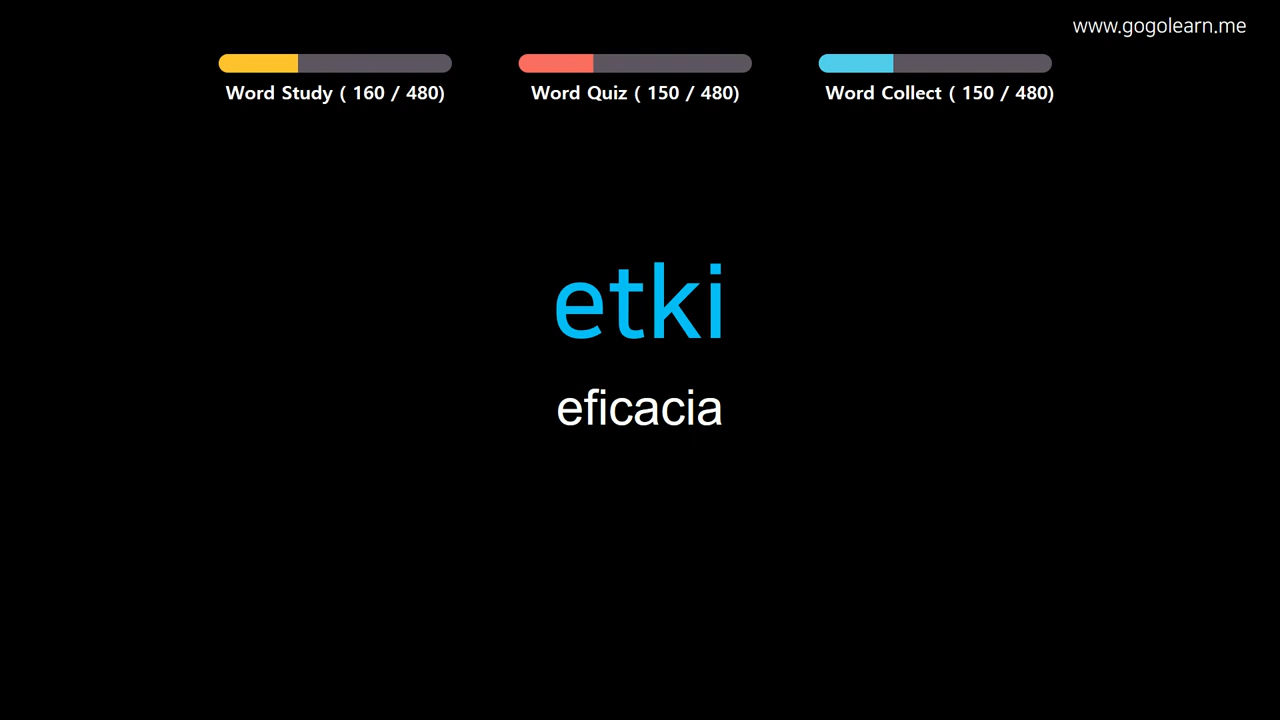 www.gogolearn.me
Word Study ( 160 / 480)
Word Quiz ( 150 / 480)
Word Collect ( 150 / 480)
etki
eficacia